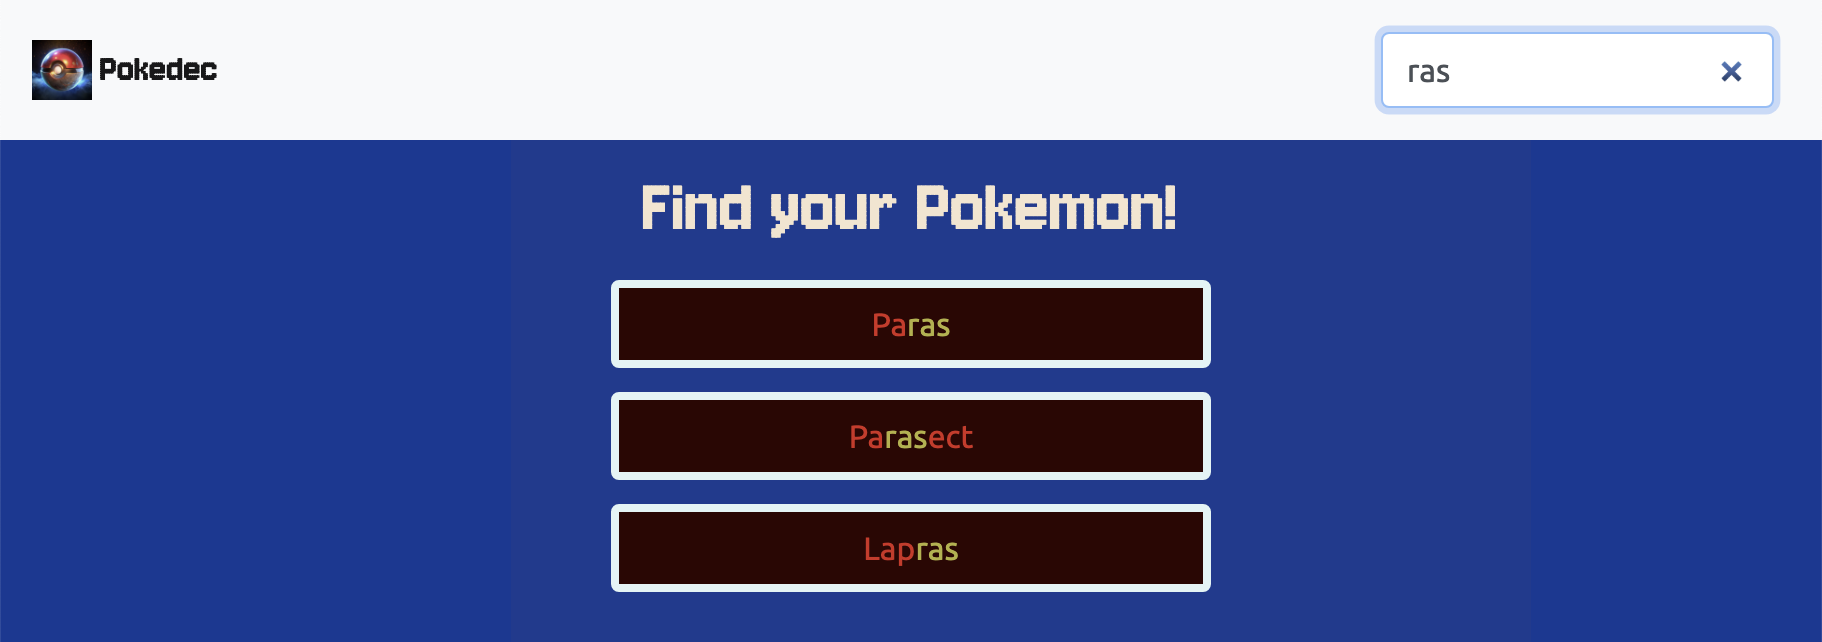 Pokedec
ras
Find your Pokemon!
Paras
Parasect
Lapras